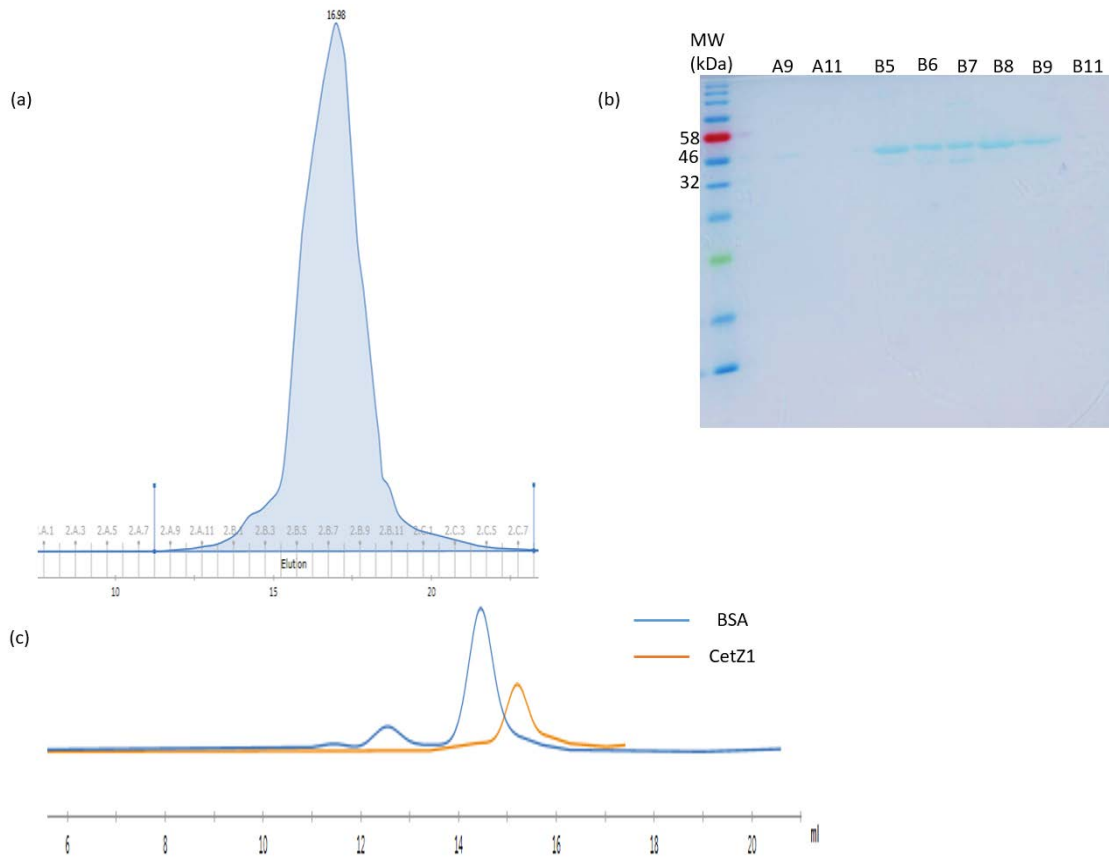 16.98
(a)
2.A.1 2.A.3 2.A.5 2.A.7 2.A.9 2.A.11 2.B.1 2.B.3 2.B.5 2.B.7 2.B.9 2.B.11 2.C.1 2.C.3 2.C.5 2.C.7
Elution
10 15 20
MW
(kDa)
A9 A11 B5 B6 B7 B8 B9 B11
(b)
58
46
32
(c)
BSA
CetZ1
6 8 10 12 14 16 18 20 ml